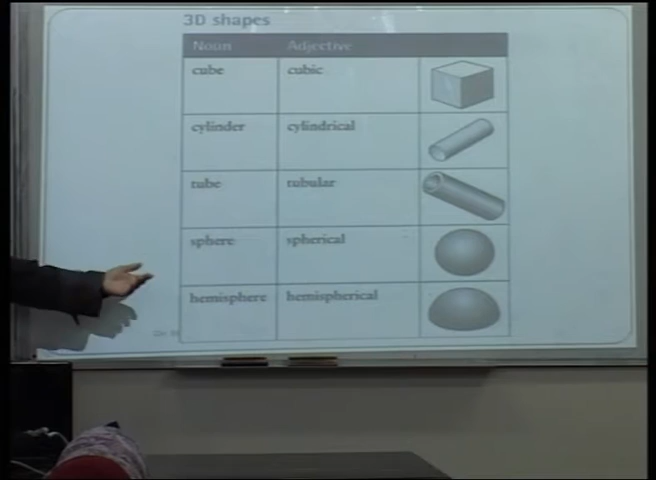 3D shapes
Noun Adjective
cube cubic
cylinder cylindrical
tube tubular
sphere spherical
hemisphere hemispherical